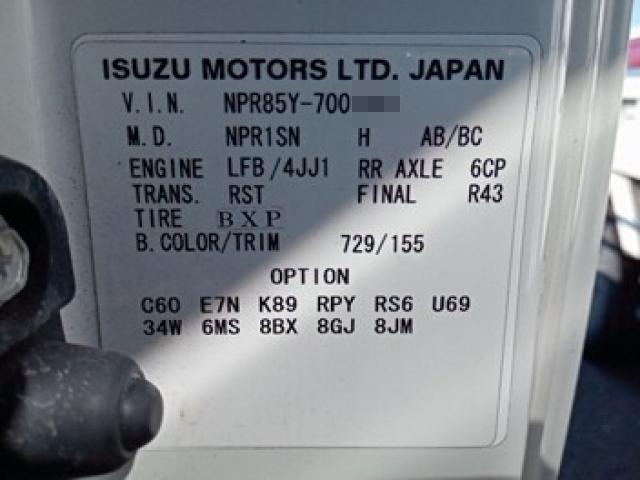 ISUZU MOTORS LTD. JAPAN
V.I.N. NPR85Y-700
M.D. NPR1SN H AB/BC
ENGINE LFB/4JJ1 RR AXLE 6CP
TRANS. RST FINAL R43
TIRE BXP
B.COLOR/TRIM 729/155
OPTION
C60 E7N K89 RPY RS6 U69
34W 6MS 8BX 8GJ 8JM